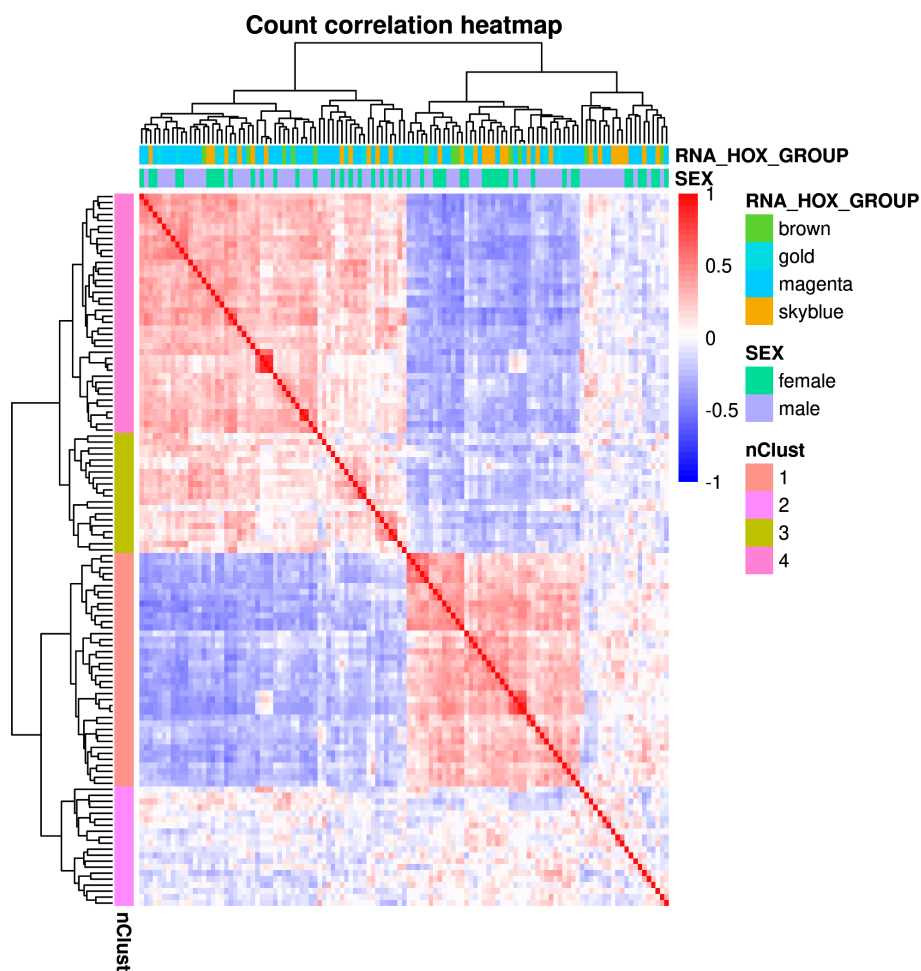 Count correlation heatmap
RNA_HOX_GROUP
SEX
1
0.5
0
-0.5
-1
RNA_HOX_GROUP
brown
gold
magenta
skyblue
SEX
female
male
nClust
1
2
3
4
nClust